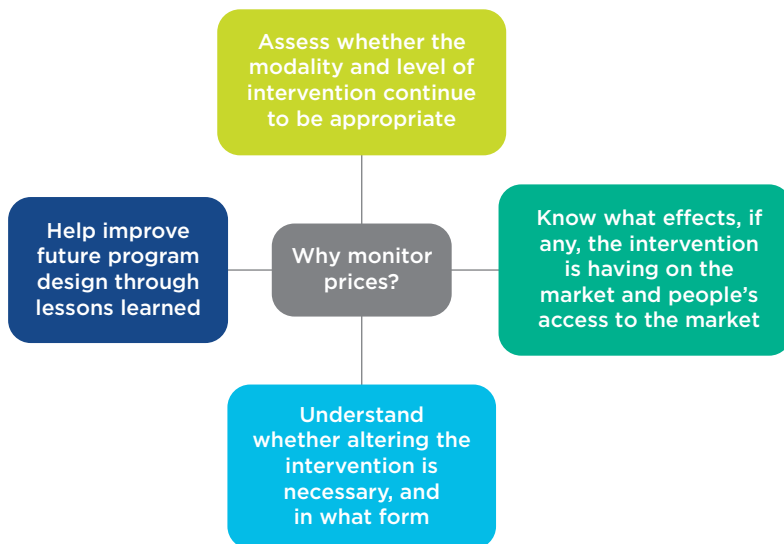 Assess whether the
modality and level of
intervention continue
to be appropriate
Help improve
future program
design through
lessons learned
Why monitor
prices?
Know what effects, if
any, the intervention
is having on the
market and people’s
access to the market
Understand
whether altering the
intervention is
necessary, and
in what form